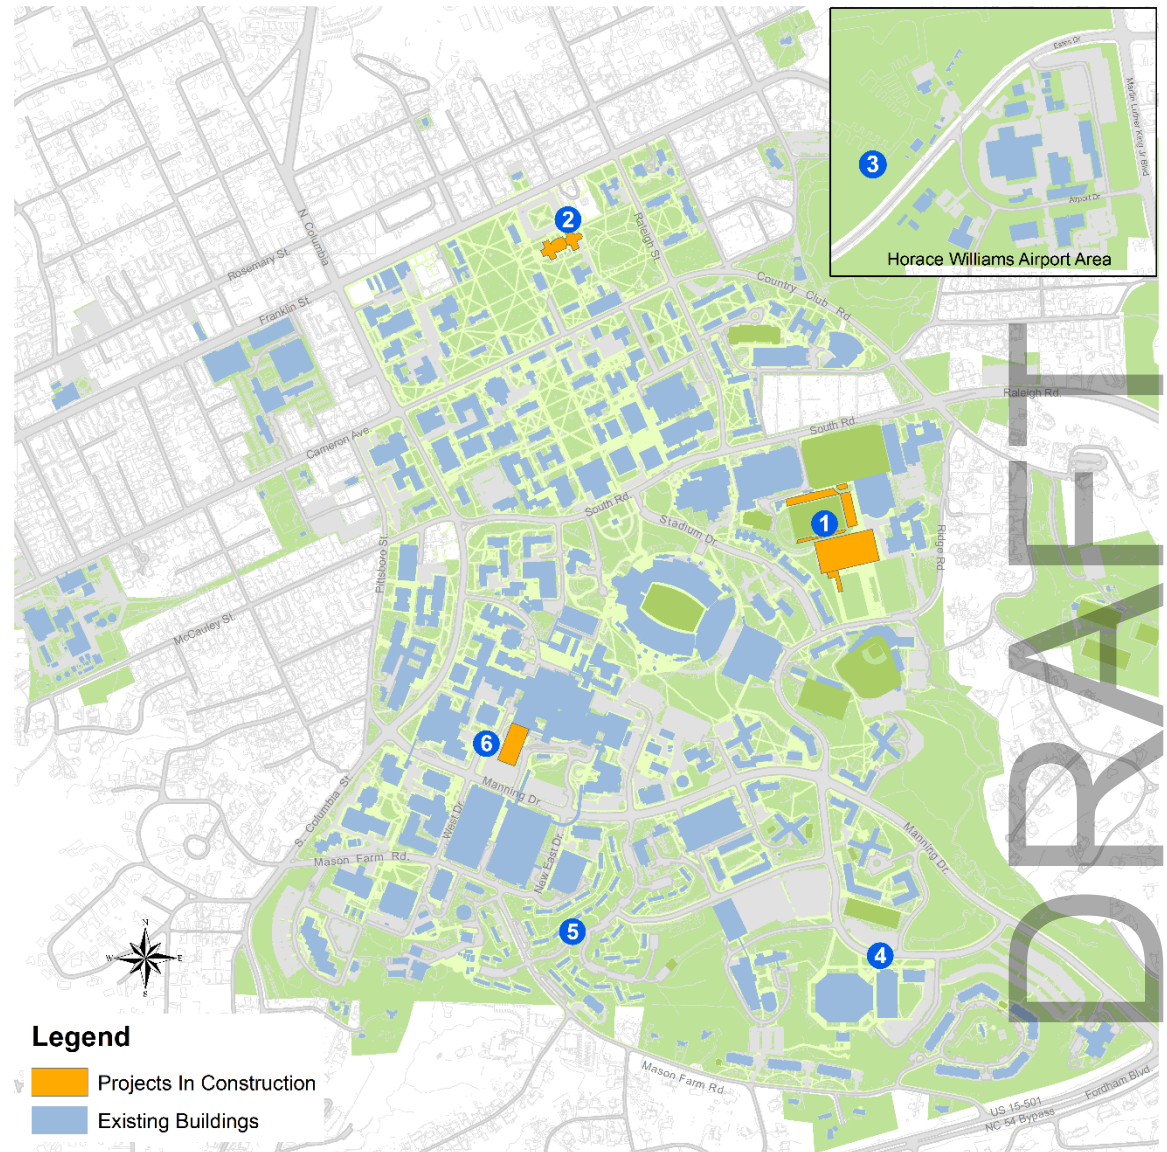 Estes Dr
Martin Luther King Jr Blvd
3
Airport Dr
Horace Williams Airport Area
N. Columbia
2
Raleigh St.
Rosemary St.
Franklin St.
Country Club Rd.
Raleigh Rd.
Cameron Ave.
South Rd.
South Rd.
Stadium Dr.
1
Ridge Rd.
Pittsboro St.
McCauley St.
DRAFT
6
Manning Dr.
S. Columbia St.
West Dr.
Manning Dr.
Mason Farm Rd.
New East Dr.
5
4
N
W
E
S
Legend
Projects In Construction
Existing Buildings
Mason Farm Rd.
Fordham Blvd.
US 15-501
NC 54 Bypass